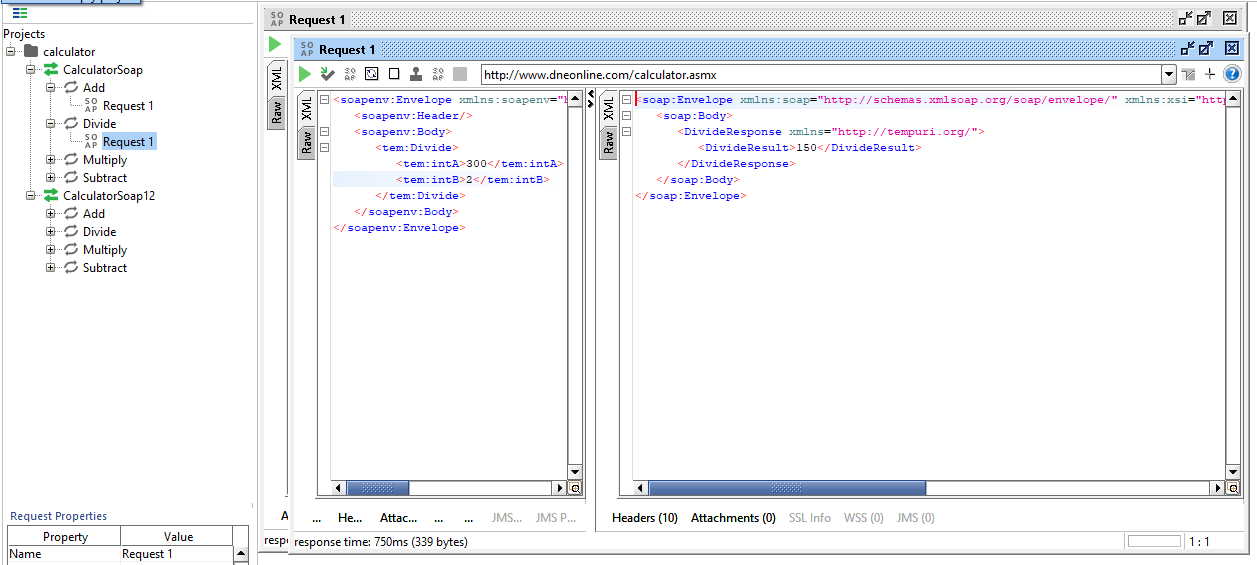 Request 1
Projects
calculator
CalculatorSoap
Add
SO AP Request 1
Divide
SO AP Request 1
Multiply
Subtract
CalculatorSoap12
Add
Divide
Multiply
Subtract
Request Properties
Property Value
Name Request 1
SO AP Request 1
XML
Raw
http://www.dneonline.com/calculator.asmx
XML
Raw
<soapenv:Envelope xmlns:soapenv="h
<soapenv:Header/>
<soapenv:Body>
<tem:Divide>
<tem:intA>300</tem:intA>
<tem:intB>2</tem:intB>
</tem:Divide>
</soapenv:Body>
</soapenv:Envelope>
... He... Attac... ... ... JMS... JMS P...
XML
Raw
<soap:Envelope xmlns:soap="http://schemas.xmlsoap.org/soap/envelope/" xmlns:xsi="http
<soap:Body>
<DivideResponse xmlns="http://tempuri.org/">
<DivideResult>150</DivideResult>
</DivideResponse>
</soap:Body>
</soap:Envelope>
Headers (10) Attachments (0) SSL Info WSS (0) JMS (0)
A
resp
response time: 750ms (339 bytes)
1 : 1